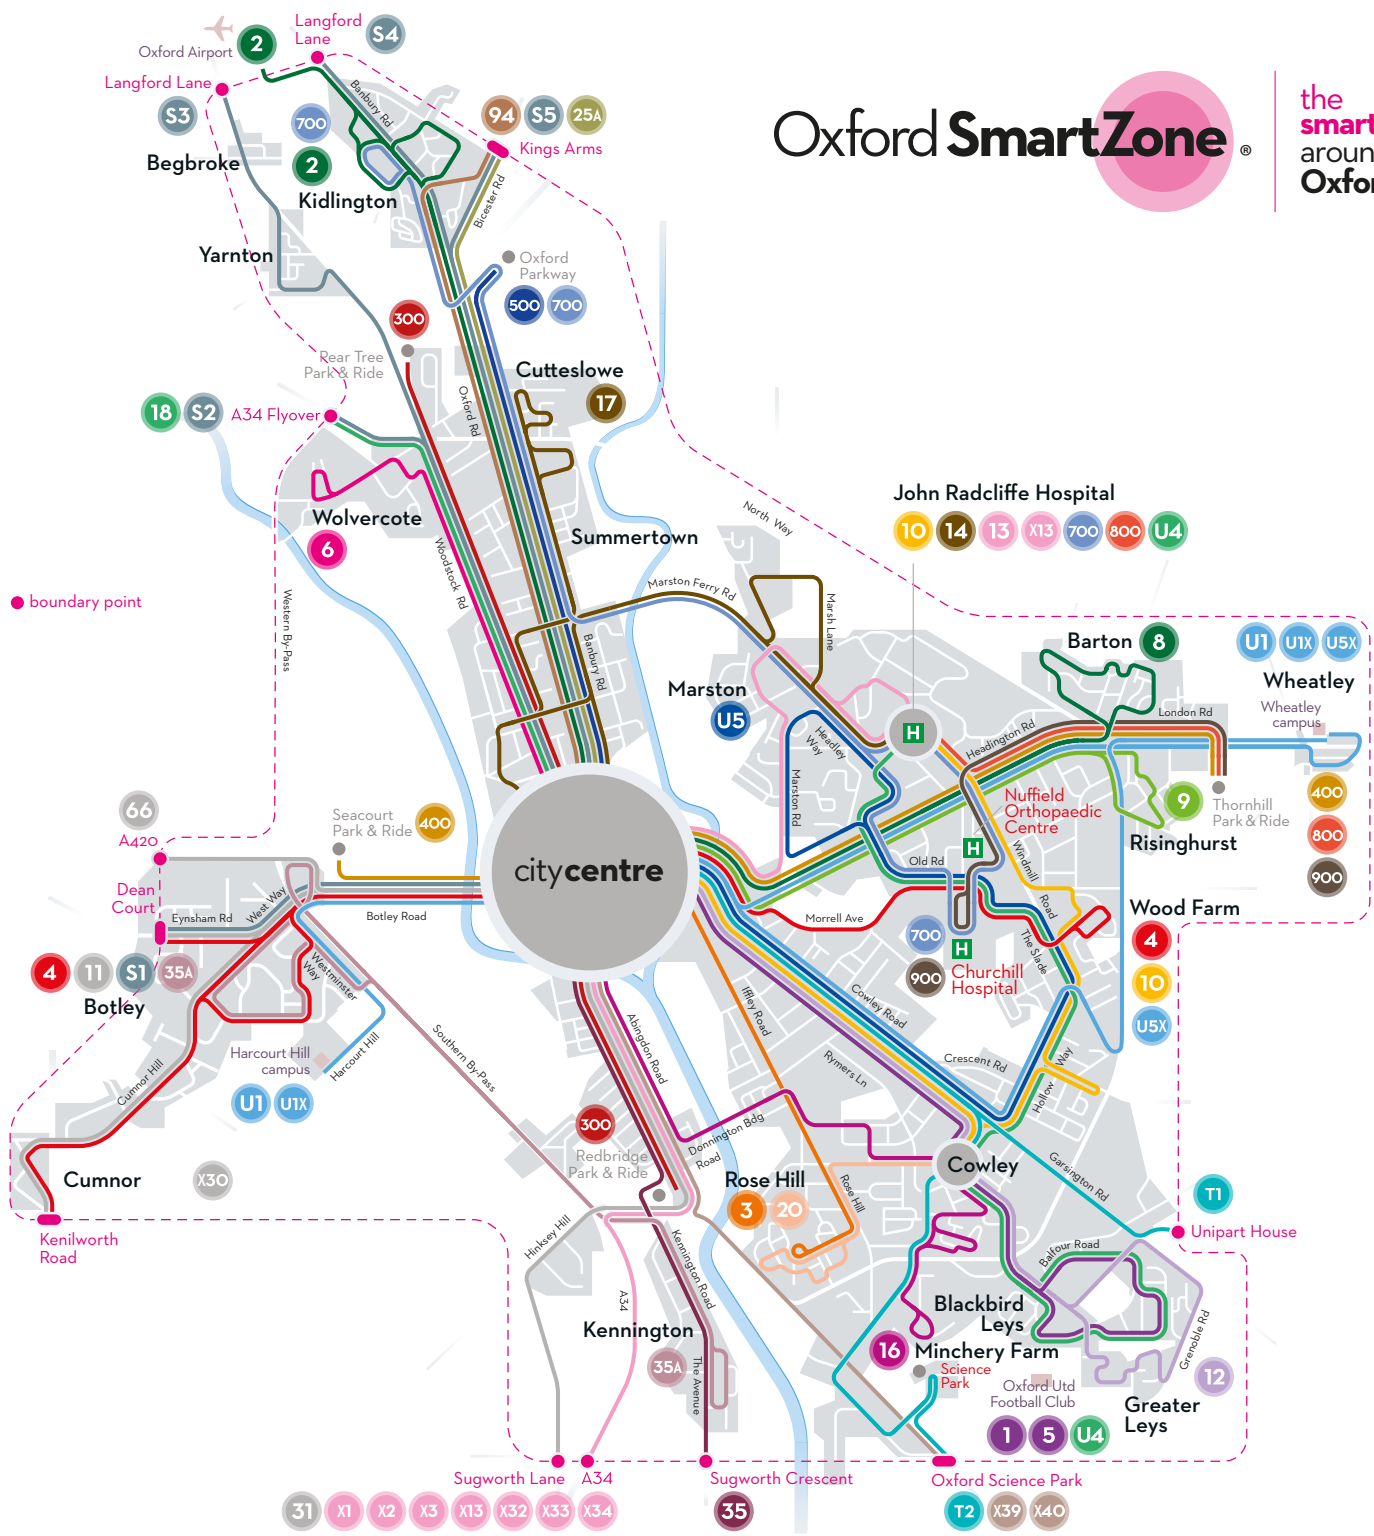 Langford
Lane
S4
Oxford Airport
2
Langford Lane
S3
Banbury Rd
700
94
S5
25A
Kings Arms
Begbroke
2
Kidlington
Bicester Rd
Oxford SmartZone
®
the
smart
aroun
Oxfor
Yarnton
Oxford
Parkway
500
700
300
Pear Tree
Park & Ride
Cutteslowe
17
Oxford Rd
18
S2
A34 Flyover
John Radcliffe Hospital
10
14
13
X13
700
800
U4
North Way
Wolvercote
6
Summertown
Woodstock Rd
Marston Ferry Rd
Marsh Lane
boundary point
Western By-Pass
Banbury Rd
Barton
8
U1
U1X
U5X
Wheatley
Wheatley
campus
Marston
U5
Headley
Way
H
Headington Rd
London Rd
Marston Rd
Nuffield
Orthopaedic
Centre
9
Thornhill
Park & Ride
400
800
900
Risinghurst
66
A420
Seacourt
Park & Ride
400
citycentre
H
Old Rd
Windmill
Road
Dean
Court
Eynsham Rd
West Way
Botley Road
Morrell Ave
Wood Farm
4
10
U5X
700
H
900
Churchill
Hospital
The Slade
4
11
S1
35A
Botley
Westminster
Way
Iffley Road
Cowley Road
Abingdon Road
Southern By-Pass
Harcourt Hill
campus
Harcourt Hill
U1
U1X
Cumnor Hill
Rymers Ln
Crescent Rd
Hollow Way
300
Redbridge
Park & Ride
Donnington Bdg
Road
Cowley
Garsington Rd
Cumnor
X30
Rose Hill
3
20
Rose Hill
T1
Unipart House
Kenilworth
Road
Hinksey Hill
Kennington Road
Balfour Road
A34
Blackbird
Leys
Grenoble Rd
Kennington
35A
The Avenue
16
Minchery Farm
Science
Park
Oxford Utd
Football Club
1
5
U4
12
Greater
Leys
Sugworth Lane
A34
Sugworth Crescent
Oxford Science Park
31
X1
X2
X3
X13
X32
X33
X34
35
T2
X39
X40